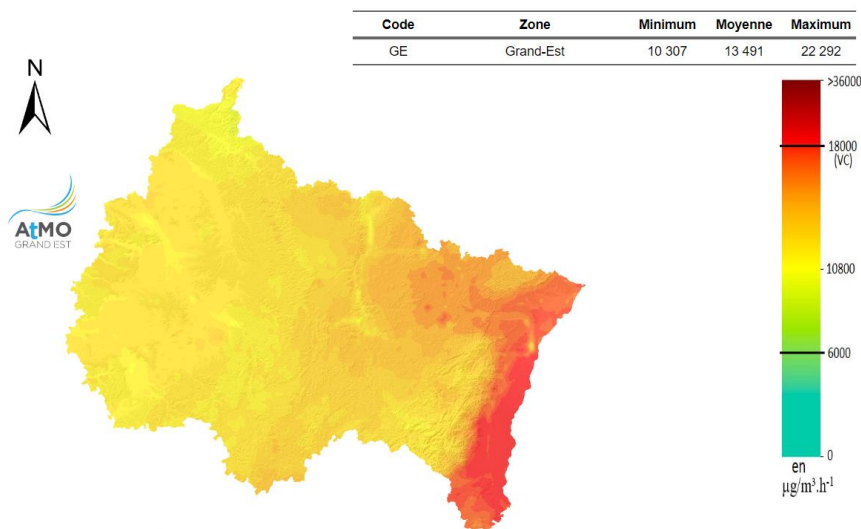 Code Zone Minimum Moyenne Maximum
GE Grand-Est 10 307 13 491 22 292
N
AtMO
GRAND EST
>36000
18000
(VC)
10800
6000
0
en
µg/m³.h⁻¹